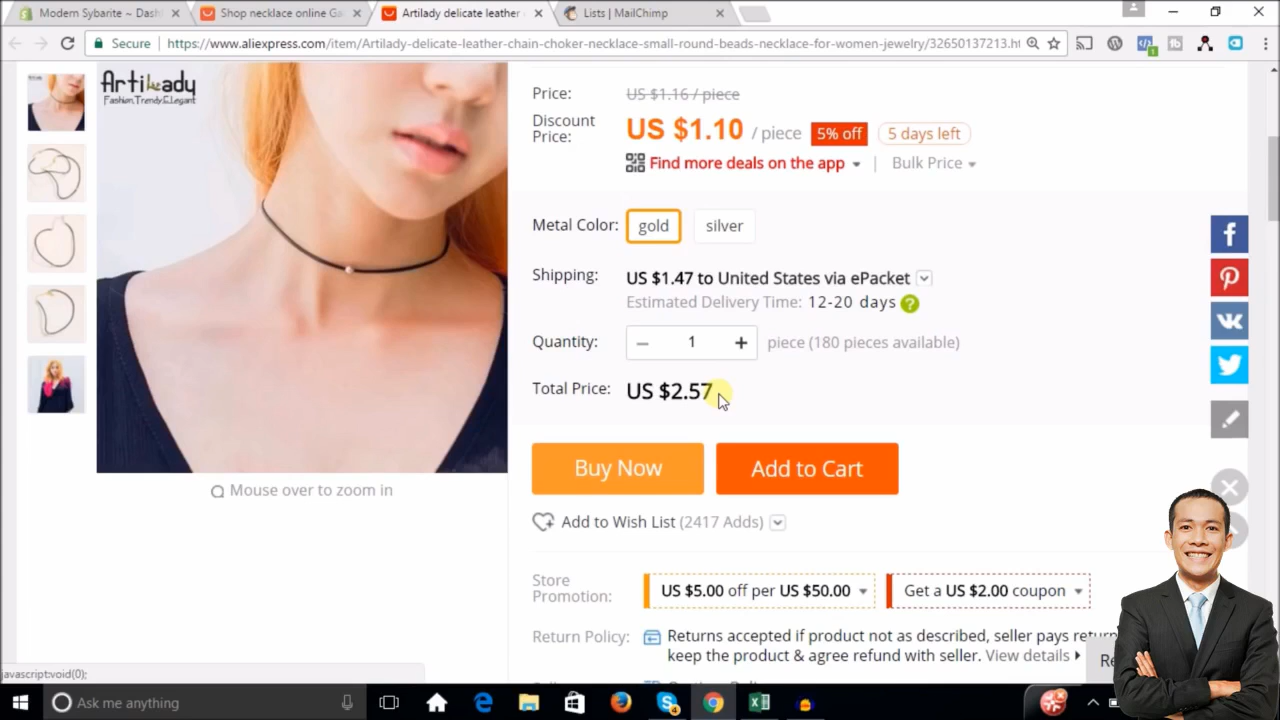 Modern Sybarite ~ Dash
Shop necklace online Ga
Artilady delicate leather
Lists | MailChimp
Secure
https://www.aliexpress.com/item/Artilady-delicate-leather-chain-choker-necklace-small-round-beads-necklace-for-women-jewelry/32650137213.ht
1
Artilady
Fashion,Trendy,Elegant
Price: US $1.16 / piece
Discount
Price:
US $1.10 / piece 5% off 5 days left
Find more deals on the app | Bulk Price
Metal Color: gold silver
Shipping: US $1.47 to United States via ePacket
Estimated Delivery Time: 12-20 days ?
Quantity: − 1 + piece (180 pieces available)
Total Price: US $2.57
Buy Now Add to Cart
Mouse over to zoom in
Add to Wish List (2417 Adds)
Store
Promotion:
US $5.00 off per US $50.00 Get a US $2.00 coupon
Return Policy: Returns accepted if product not as described, seller pays return
keep the product & agree refund with seller. View details
Re
javascript:void(0);
Ask me anything
4